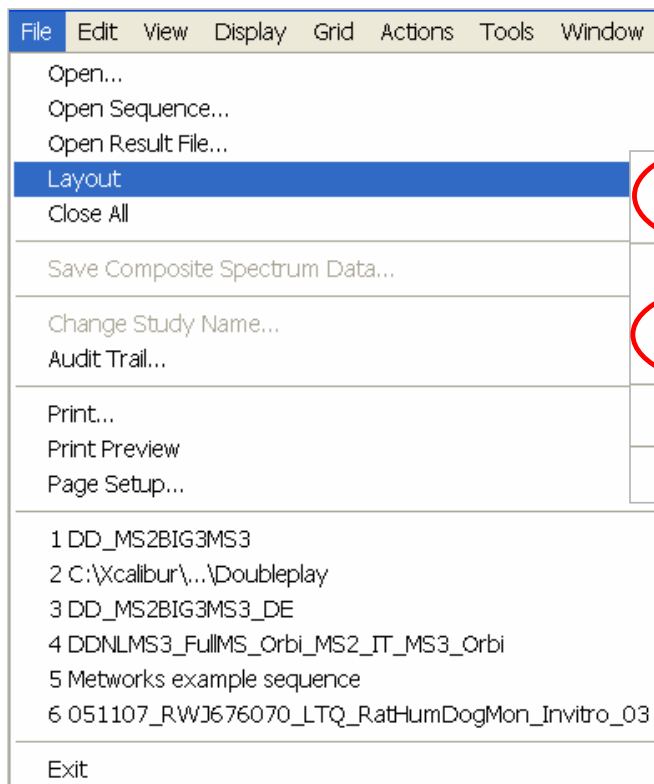 File Edit View Display Grid Actions Tools Window
Open...
Open Sequence...
Open Result File...
Layout
Close All
Save Composite Spectrum Data...
Change Study Name...
Audit Trail...
Print...
Print Preview
Page Setup...
1 DD_MS2BIG3MS3
2 C:\Xcalibur\...\Doubleplay
3 DD_MS2BIG3MS3_DE
4 DDNLMS3_FullMS_Orbi_MS2_IT_MS3_Orbi
5 Metworks example sequence
6 051107_RWJ676070_LTQ_RatHumDogMon_Invitro_03
Exit